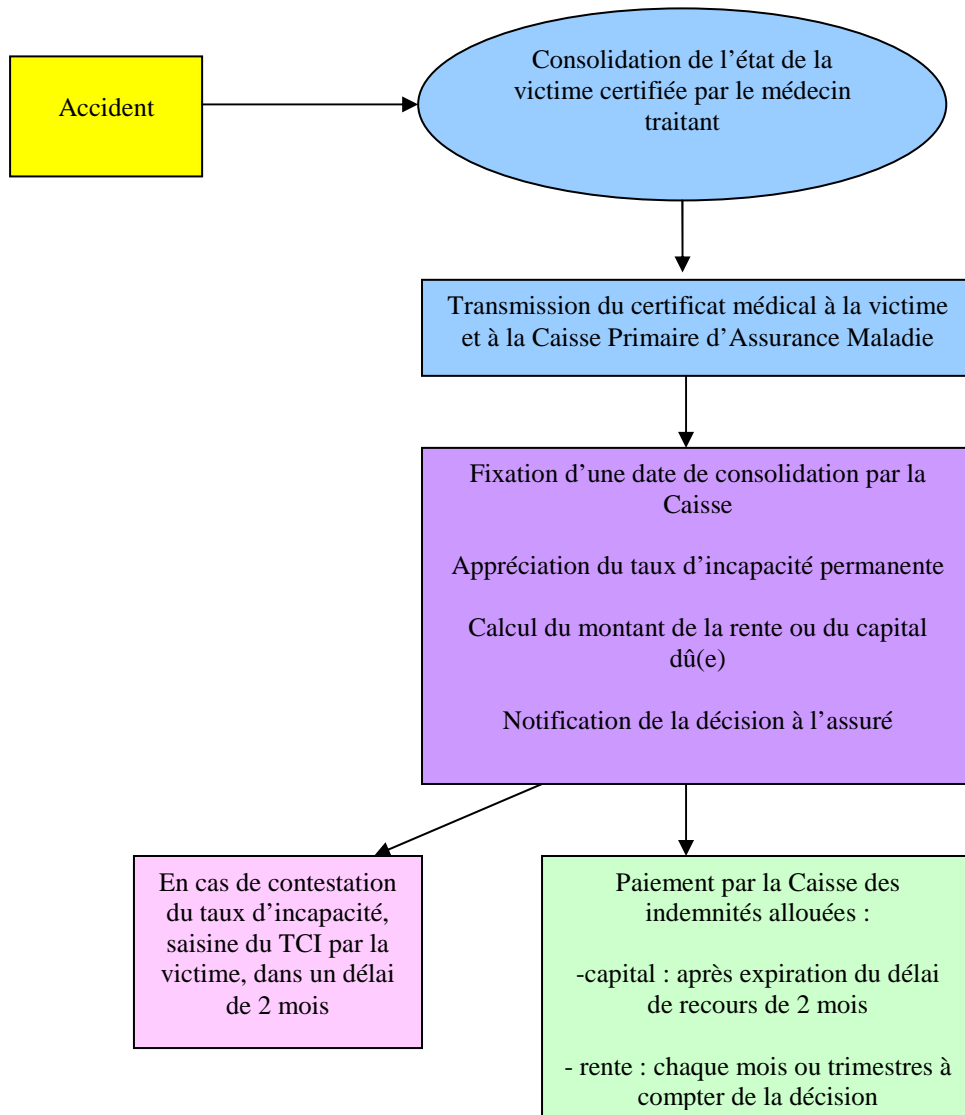 Accident
Consolidation de l’état de la
victime certifiée par le médecin
traitant
Transmission du certificat médical à la victime
et à la Caisse Primaire d’Assurance Maladie
Fixation d’une date de consolidation par la
Caisse
Appréciation du taux d’incapacité permanente
Calcul du montant de la rente ou du capital
dû(e)
Notification de la décision à l’assuré
En cas de contestation
du taux d’incapacité,
saisine du TCI par la
victime, dans un délai
de 2 mois
Paiement par la Caisse des
indemnités allouées :
-capital : après expiration du délai
de recours de 2 mois
- rente : chaque mois ou trimestres à
compter de la décision